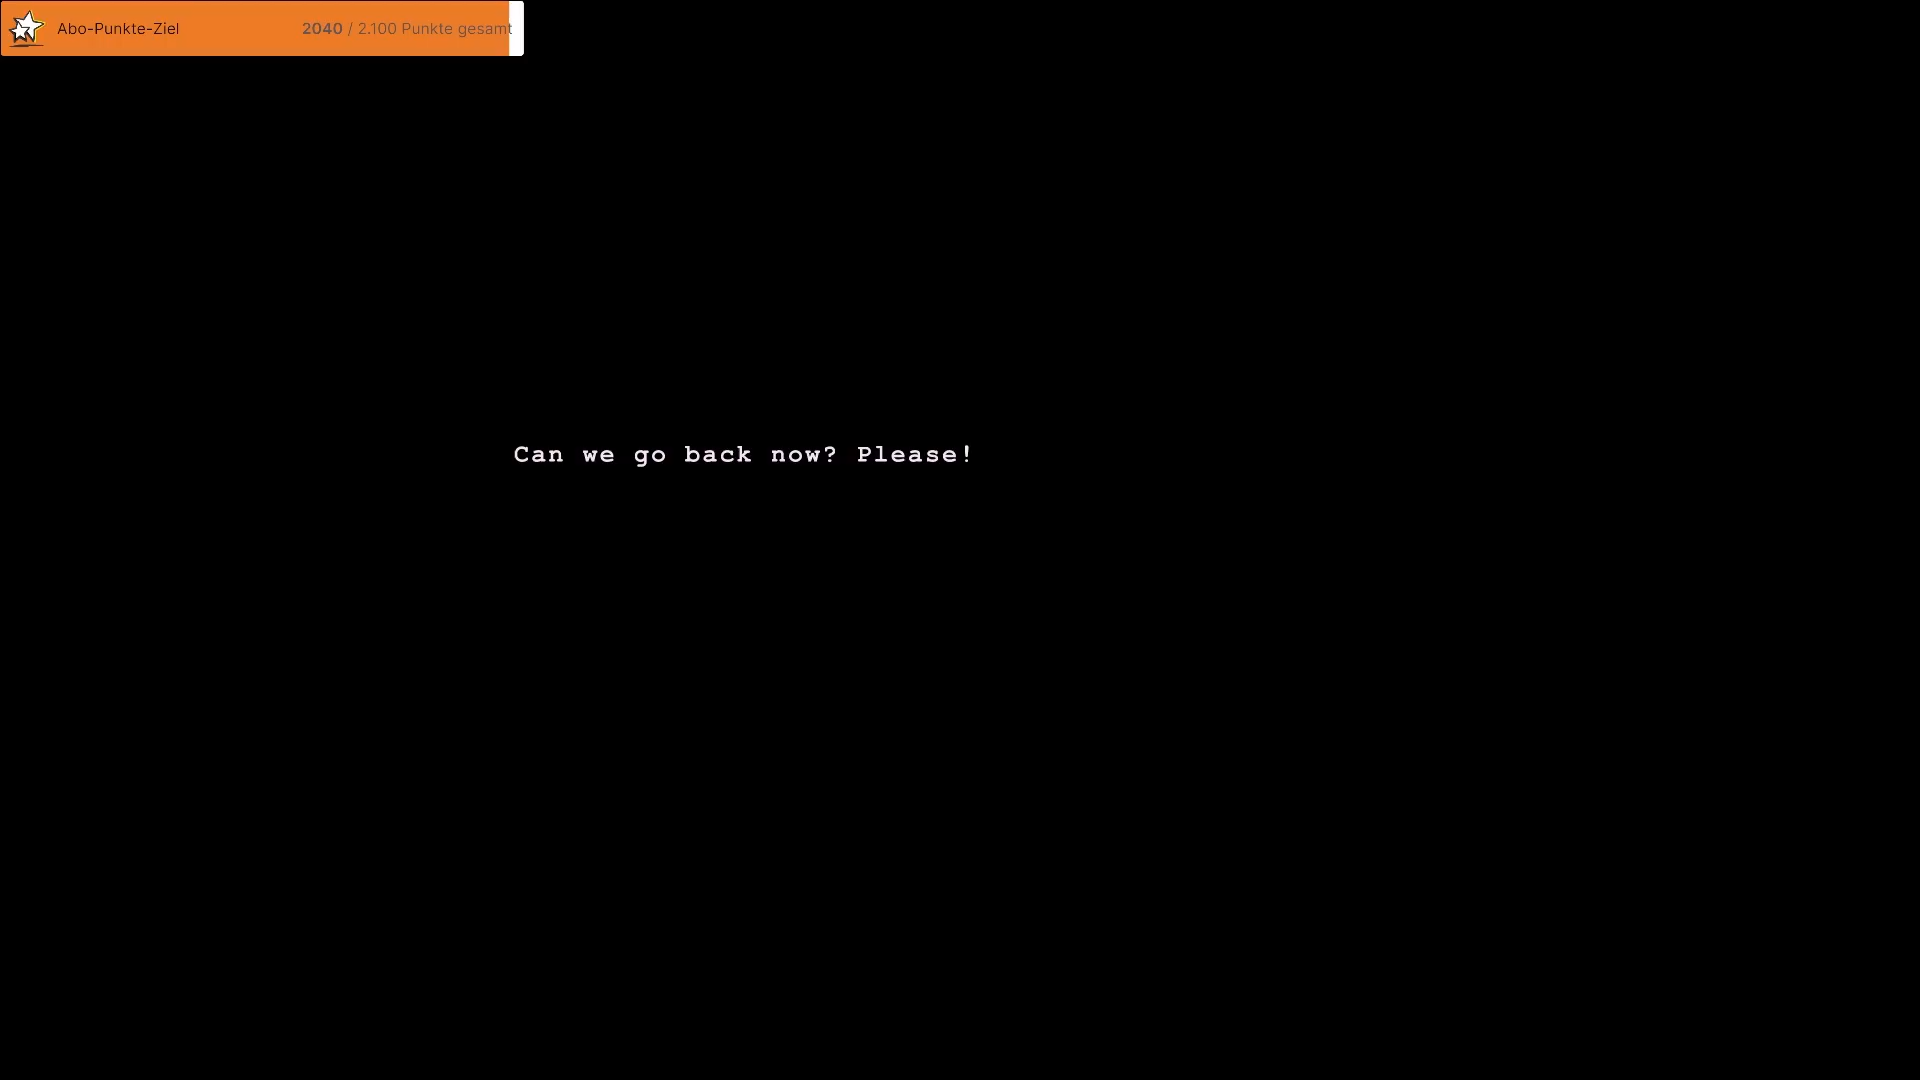 Abo-Punkte-Ziel 2040 / 2.100 Punkte gesamt
Can we go back now? Please!